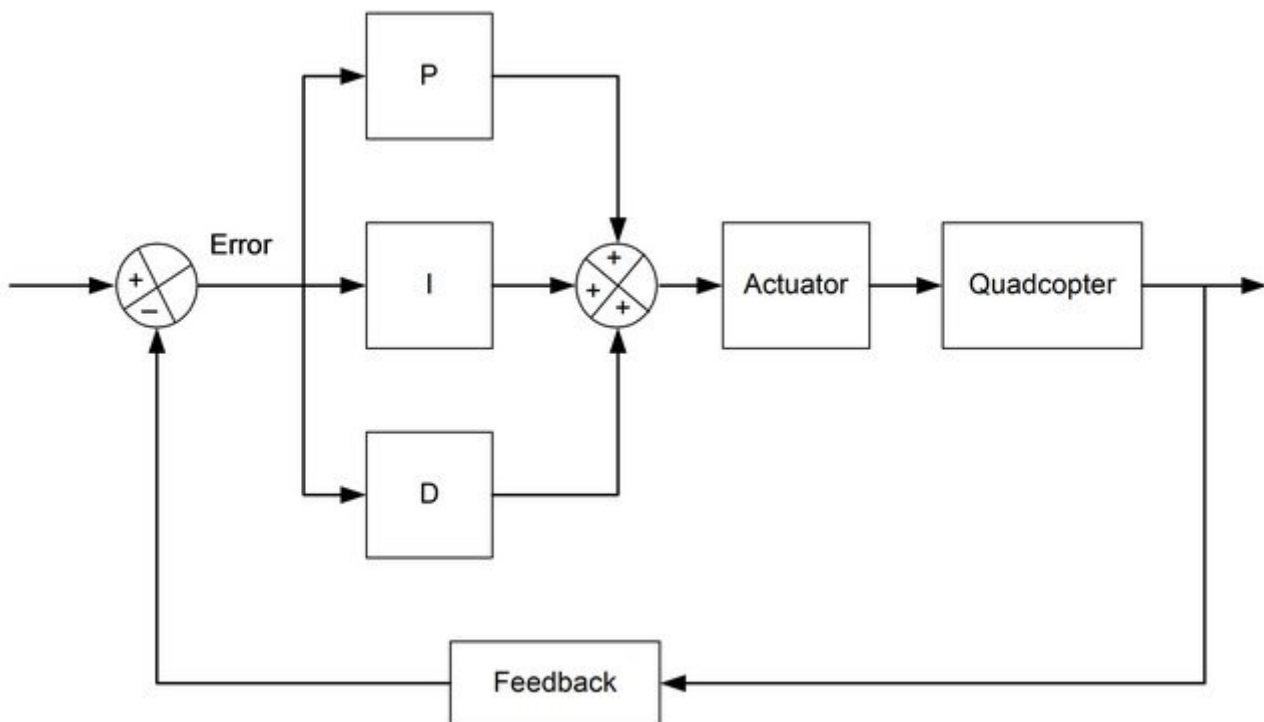 P
Error
+
−
I
+
+
+
Actuator
Quadcopter
D
Feedback